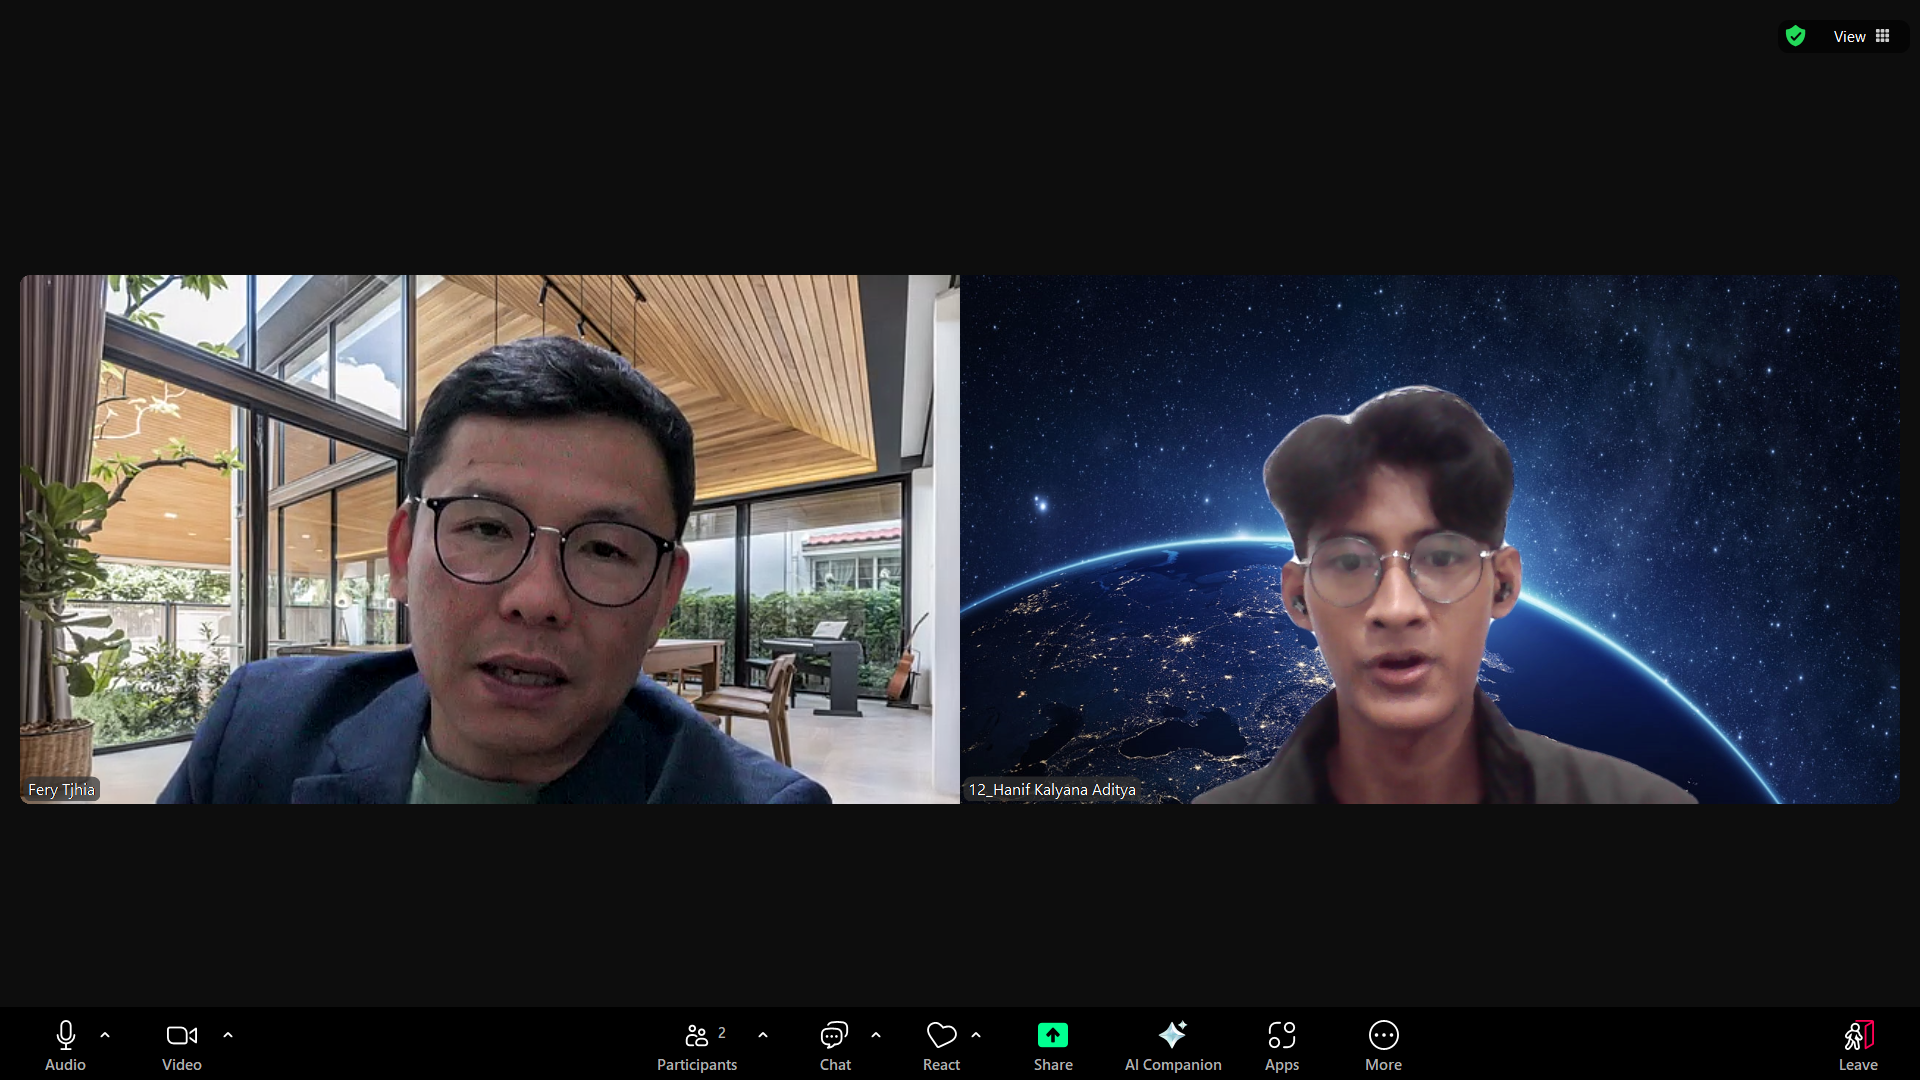 View
Fery Tjhia
12_Hanif Kalyana Aditya
Audio
Video
Participants
2
Chat
React
Share
AI Companion
Apps
More
Leave